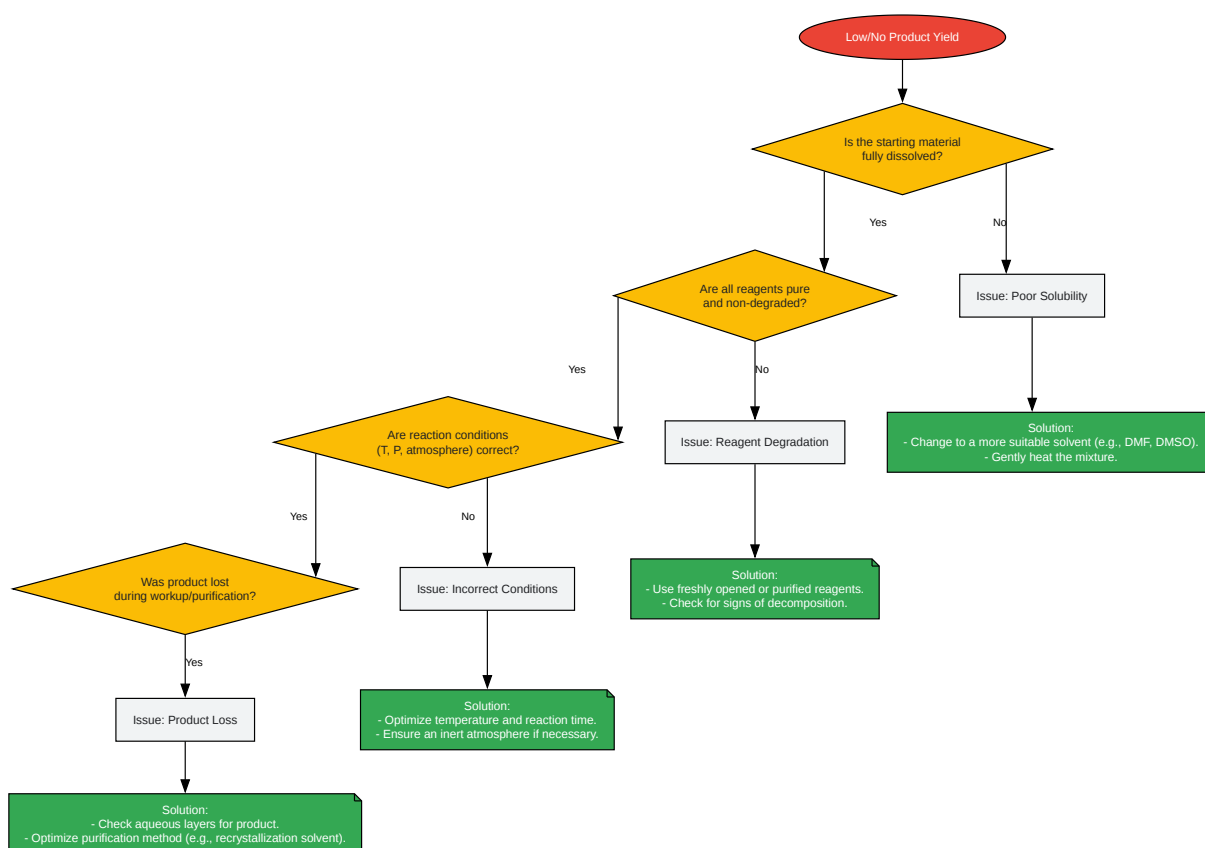 Low/No Product Yield
Is the starting material
fully dissolved?
Yes
No
Are all reagents pure
and non-degraded?
Issue: Poor Solubility
Yes
No
Are reaction conditions
(T, P, atmosphere) correct?
Issue: Reagent Degradation
Solution:
- Change to a more suitable solvent (e.g., DMF, DMSO).
- Gently heat the mixture.
Yes
No
Was product lost
during workup/purification?
Issue: Incorrect Conditions
Solution:
- Use freshly opened or purified reagents.
- Check for signs of decomposition.
Yes
Issue: Product Loss
Solution:
- Optimize temperature and reaction time.
- Ensure an inert atmosphere if necessary.
Solution:
- Check aqueous layers for product.
- Optimize purification method (e.g., recrystallization solvent).